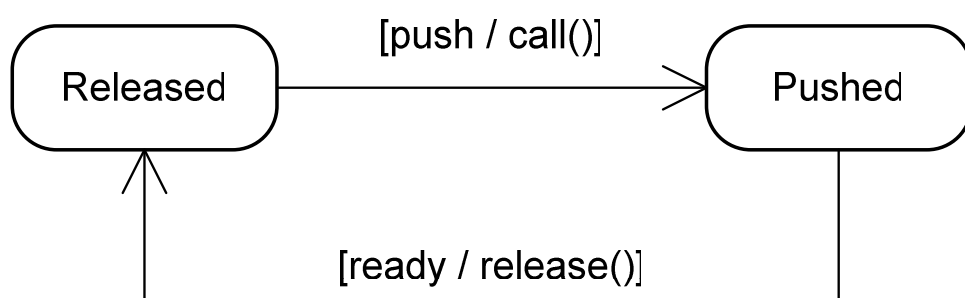 [push / call()]
Released
Pushed
[ready / release()]